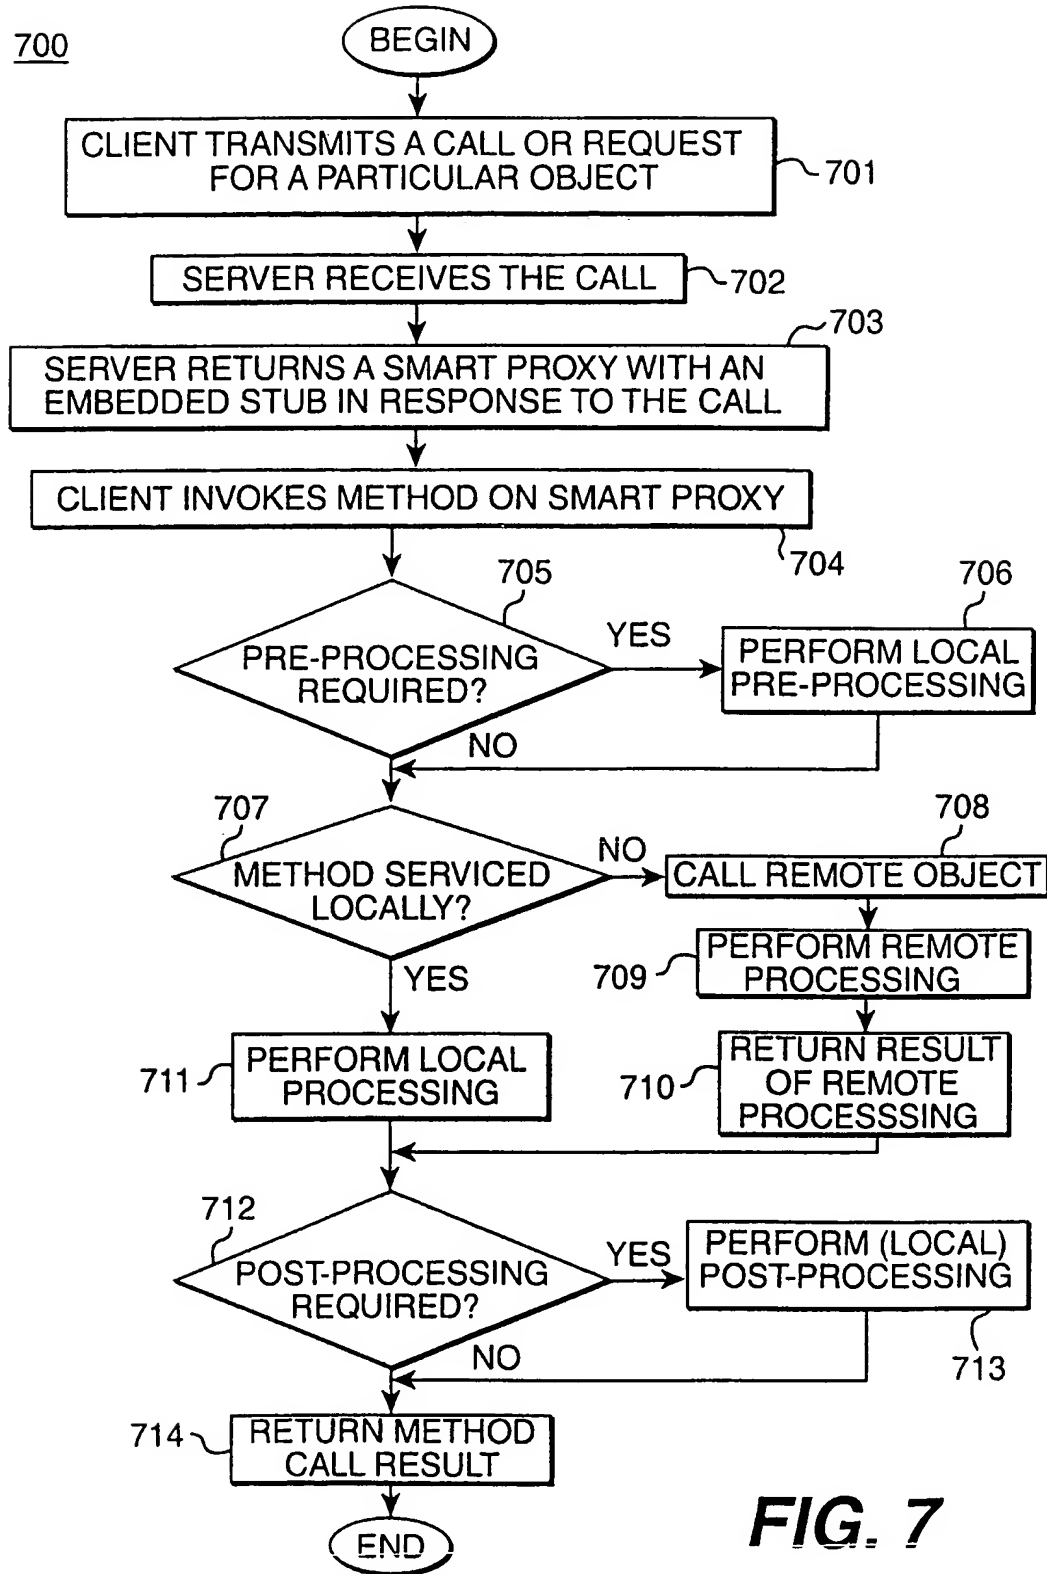 700
BEGIN
CLIENT TRANSMITS A CALL OR REQUEST
FOR A PARTICULAR OBJECT
701
SERVER RECEIVES THE CALL
702
703
SERVER RETURNS A SMART PROXY WITH AN
EMBEDDED STUB IN RESPONSE TO THE CALL
CLIENT INVOKES METHOD ON SMART PROXY
704
705
706
PRE-PROCESSING
REQUIRED?
YES
PERFORM LOCAL
PRE-PROCESSING
NO
707
708
METHOD SERVICED
LOCALLY?
NO
CALL REMOTE OBJECT
709
PERFORM REMOTE
PROCESSING
YES
711
PERFORM LOCAL
PROCESSING
710
RETURN RESULT
OF REMOTE
PROCESSSING
712
POST-PROCESSING
REQUIRED?
YES
PERFORM (LOCAL)
POST-PROCESSING
713
NO
714
RETURN METHOD
CALL RESULT
END
FIG. 7